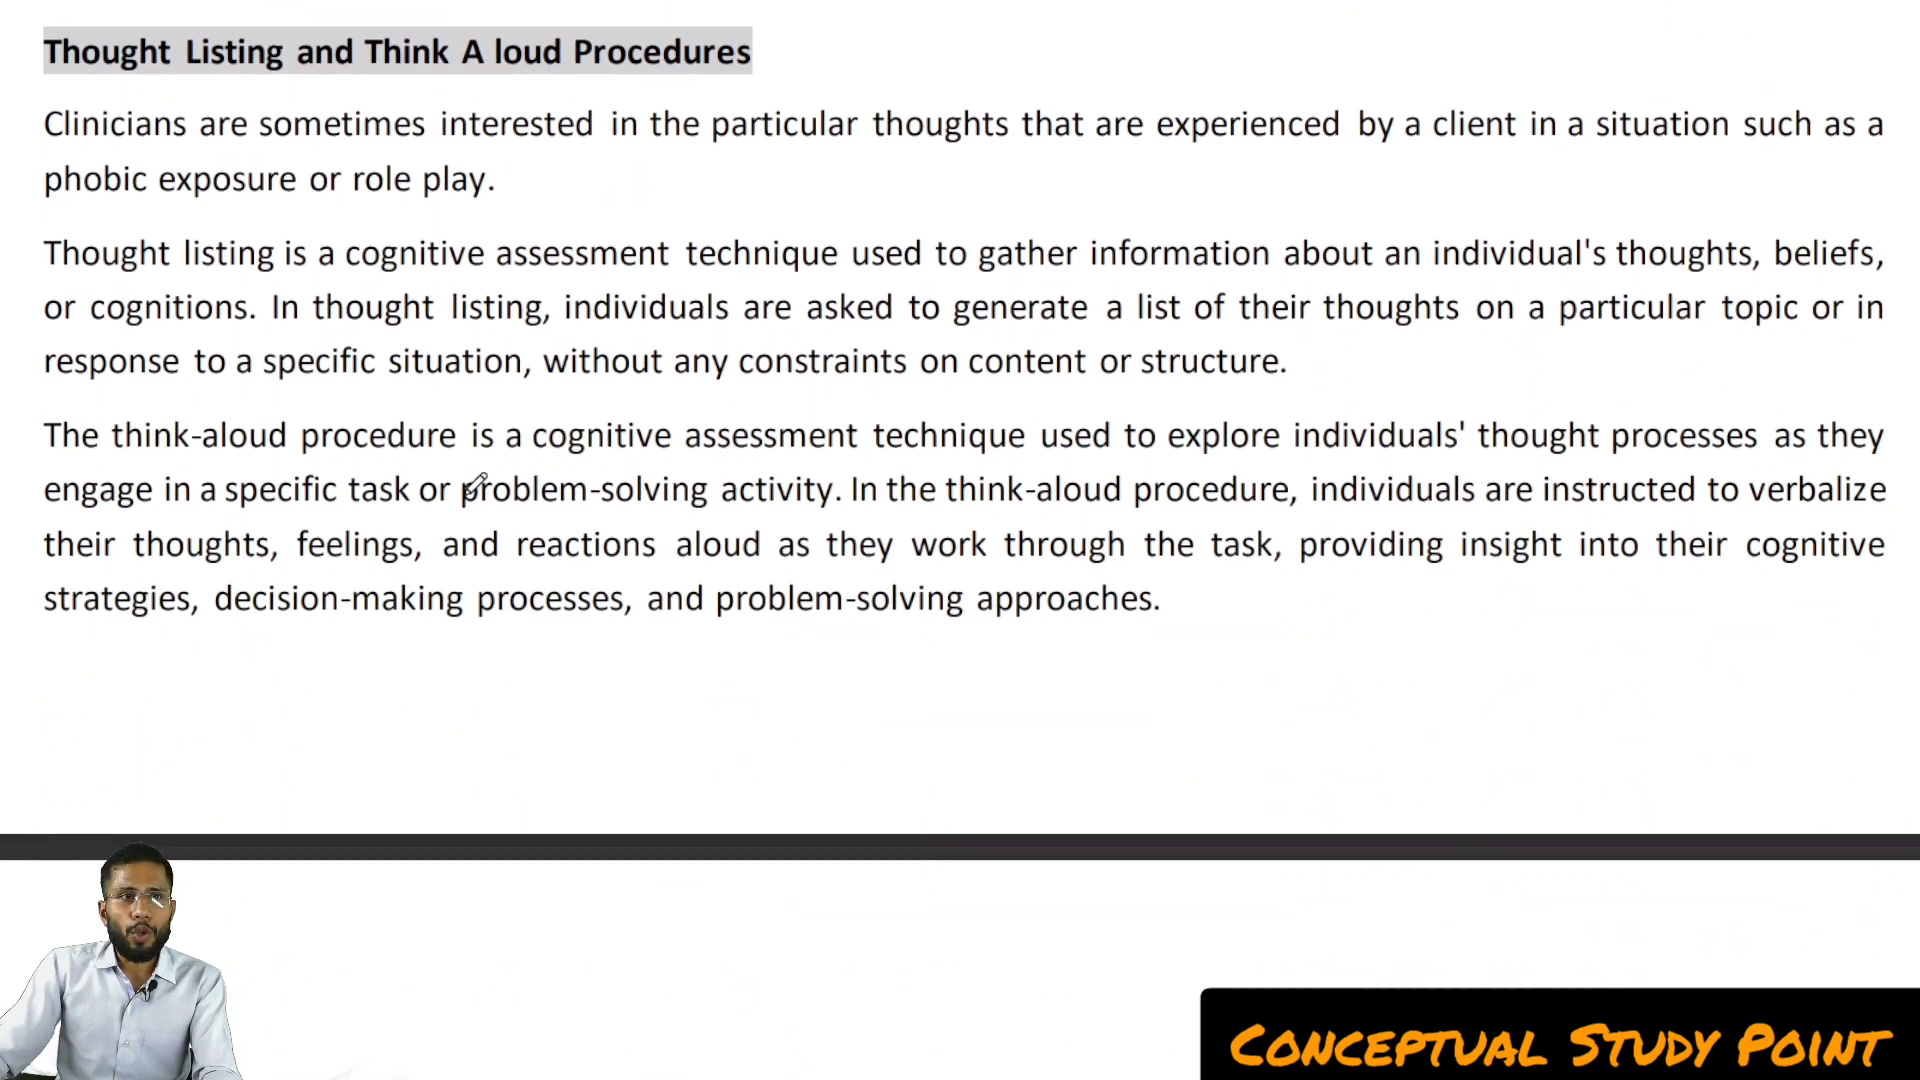 Thought Listing and Think A loud Procedures
Clinicians are sometimes interested in the particular thoughts that are experienced by a client in a situation such as a
phobic exposure or role play.
Thought listing is a cognitive assessment technique used to gather information about an individual's thoughts, beliefs,
or cognitions. In thought listing, individuals are asked to generate a list of their thoughts on a particular topic or in
response to a specific situation, without any constraints on content or structure.
The think-aloud procedure is a cognitive assessment technique used to explore individuals' thought processes as they
engage in a specific task or problem-solving activity. In the think-aloud procedure, individuals are instructed to verbalize
their thoughts, feelings, and reactions aloud as they work through the task, providing insight into their cognitive
strategies, decision-making processes, and problem-solving approaches.
CONCEPTUAL STUDY POINT